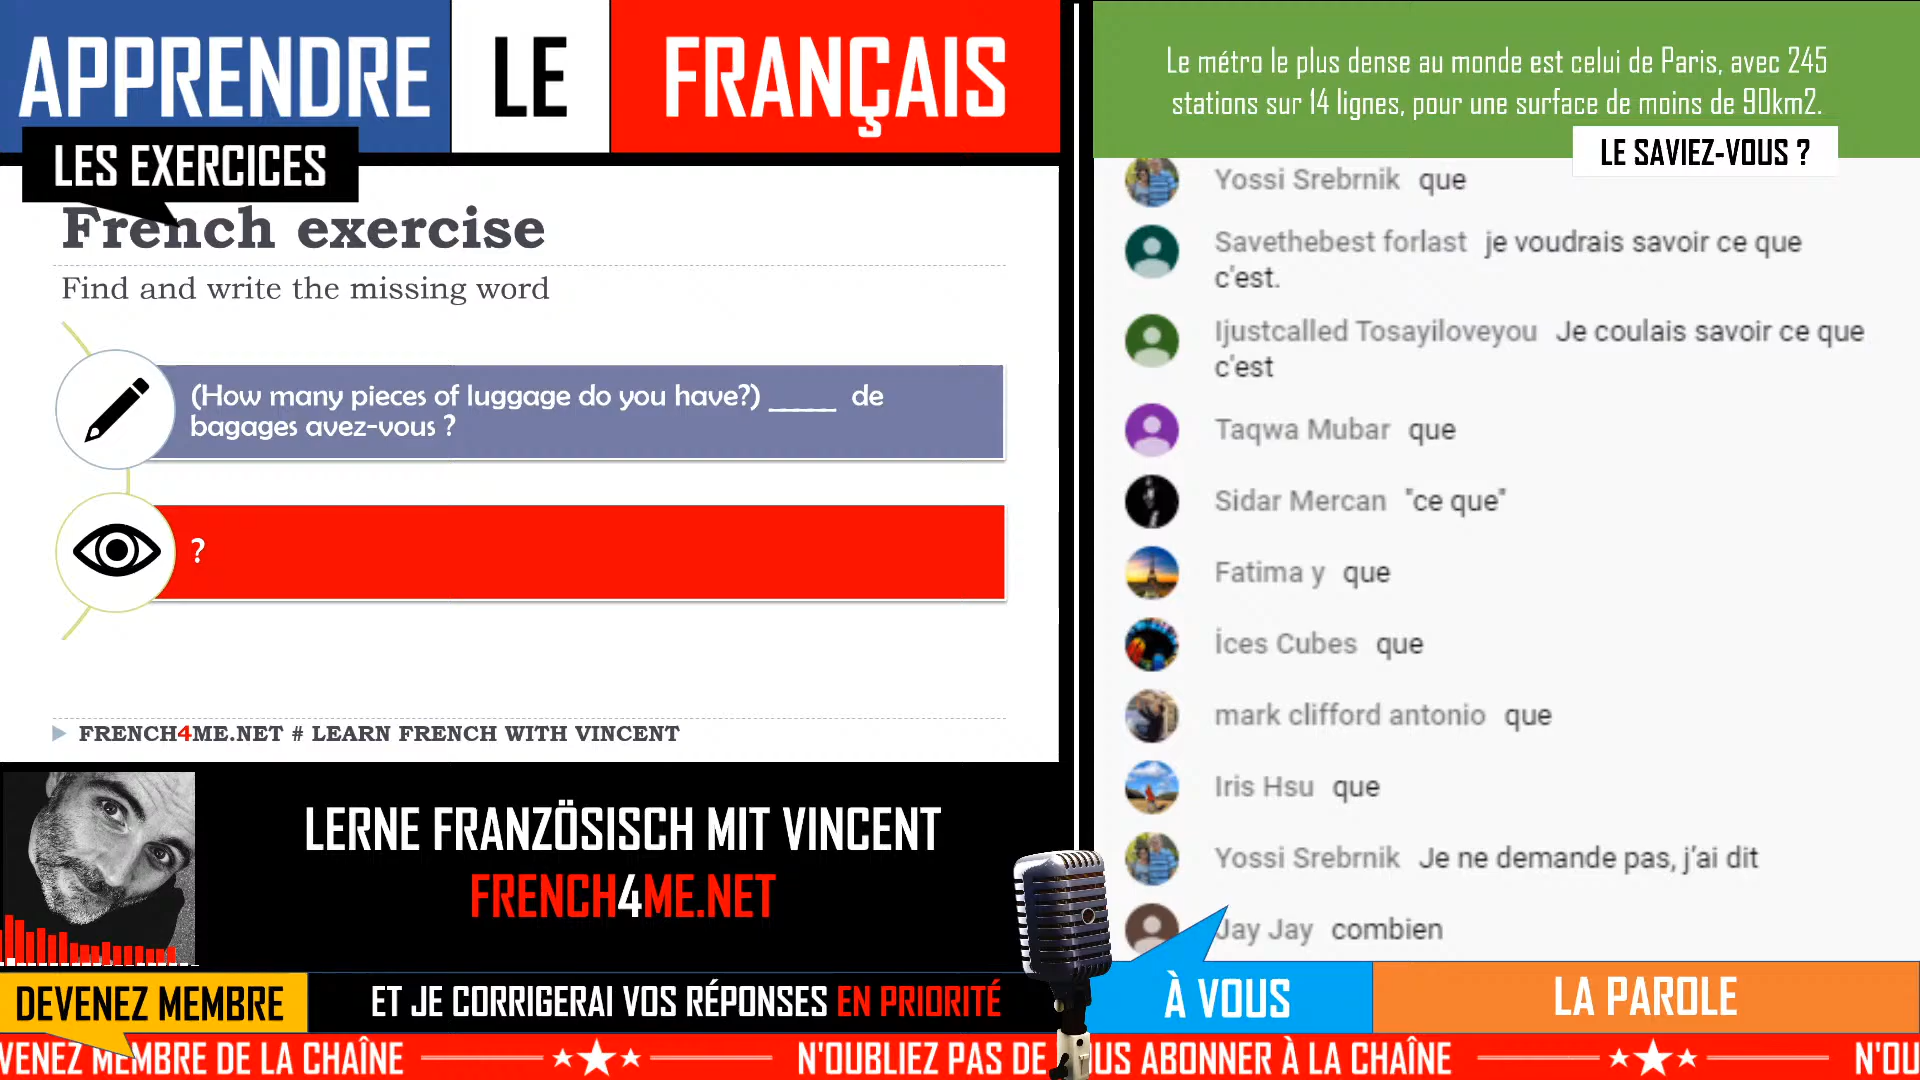 APPRENDRE LE FRANÇAIS
LES EXERCICES
French exercise
Find and write the missing word
(How many pieces of luggage do you have?) _____ de
bagages avez-vous ?
?
FRENCH4ME.NET # LEARN FRENCH WITH VINCENT
LERNE FRANZÖSISCH MIT VINCENT
FRENCH4ME.NET
DEVENEZ MEMBRE
ET JE CORRIGERAI VOS RÉPONSES EN PRIORITÉ
Le métro le plus dense au monde est celui de Paris, avec 245
stations sur 14 lignes, pour une surface de moins de 90km2.
LE SAVIEZ-VOUS ?
Yossi Srebrnik que
Savethebest forlast je voudrais savoir ce que
c'est.
Ijustcalled Tosayiloveyou Je coulais savoir ce que
c'est
Taqwa Mubar que
Sidar Mercan "ce que"
Fatima y que
İces Cubes que
mark clifford antonio que
Iris Hsu que
Yossi Srebrnik Je ne demande pas, j'ai dit
Jay Jay combien
À VOUS
LA PAROLE
VENEZ MEMBRE DE LA CHAÎNE N'OUBLIEZ PAS DE OUS ABONNER À LA CHAÎNE N'OU